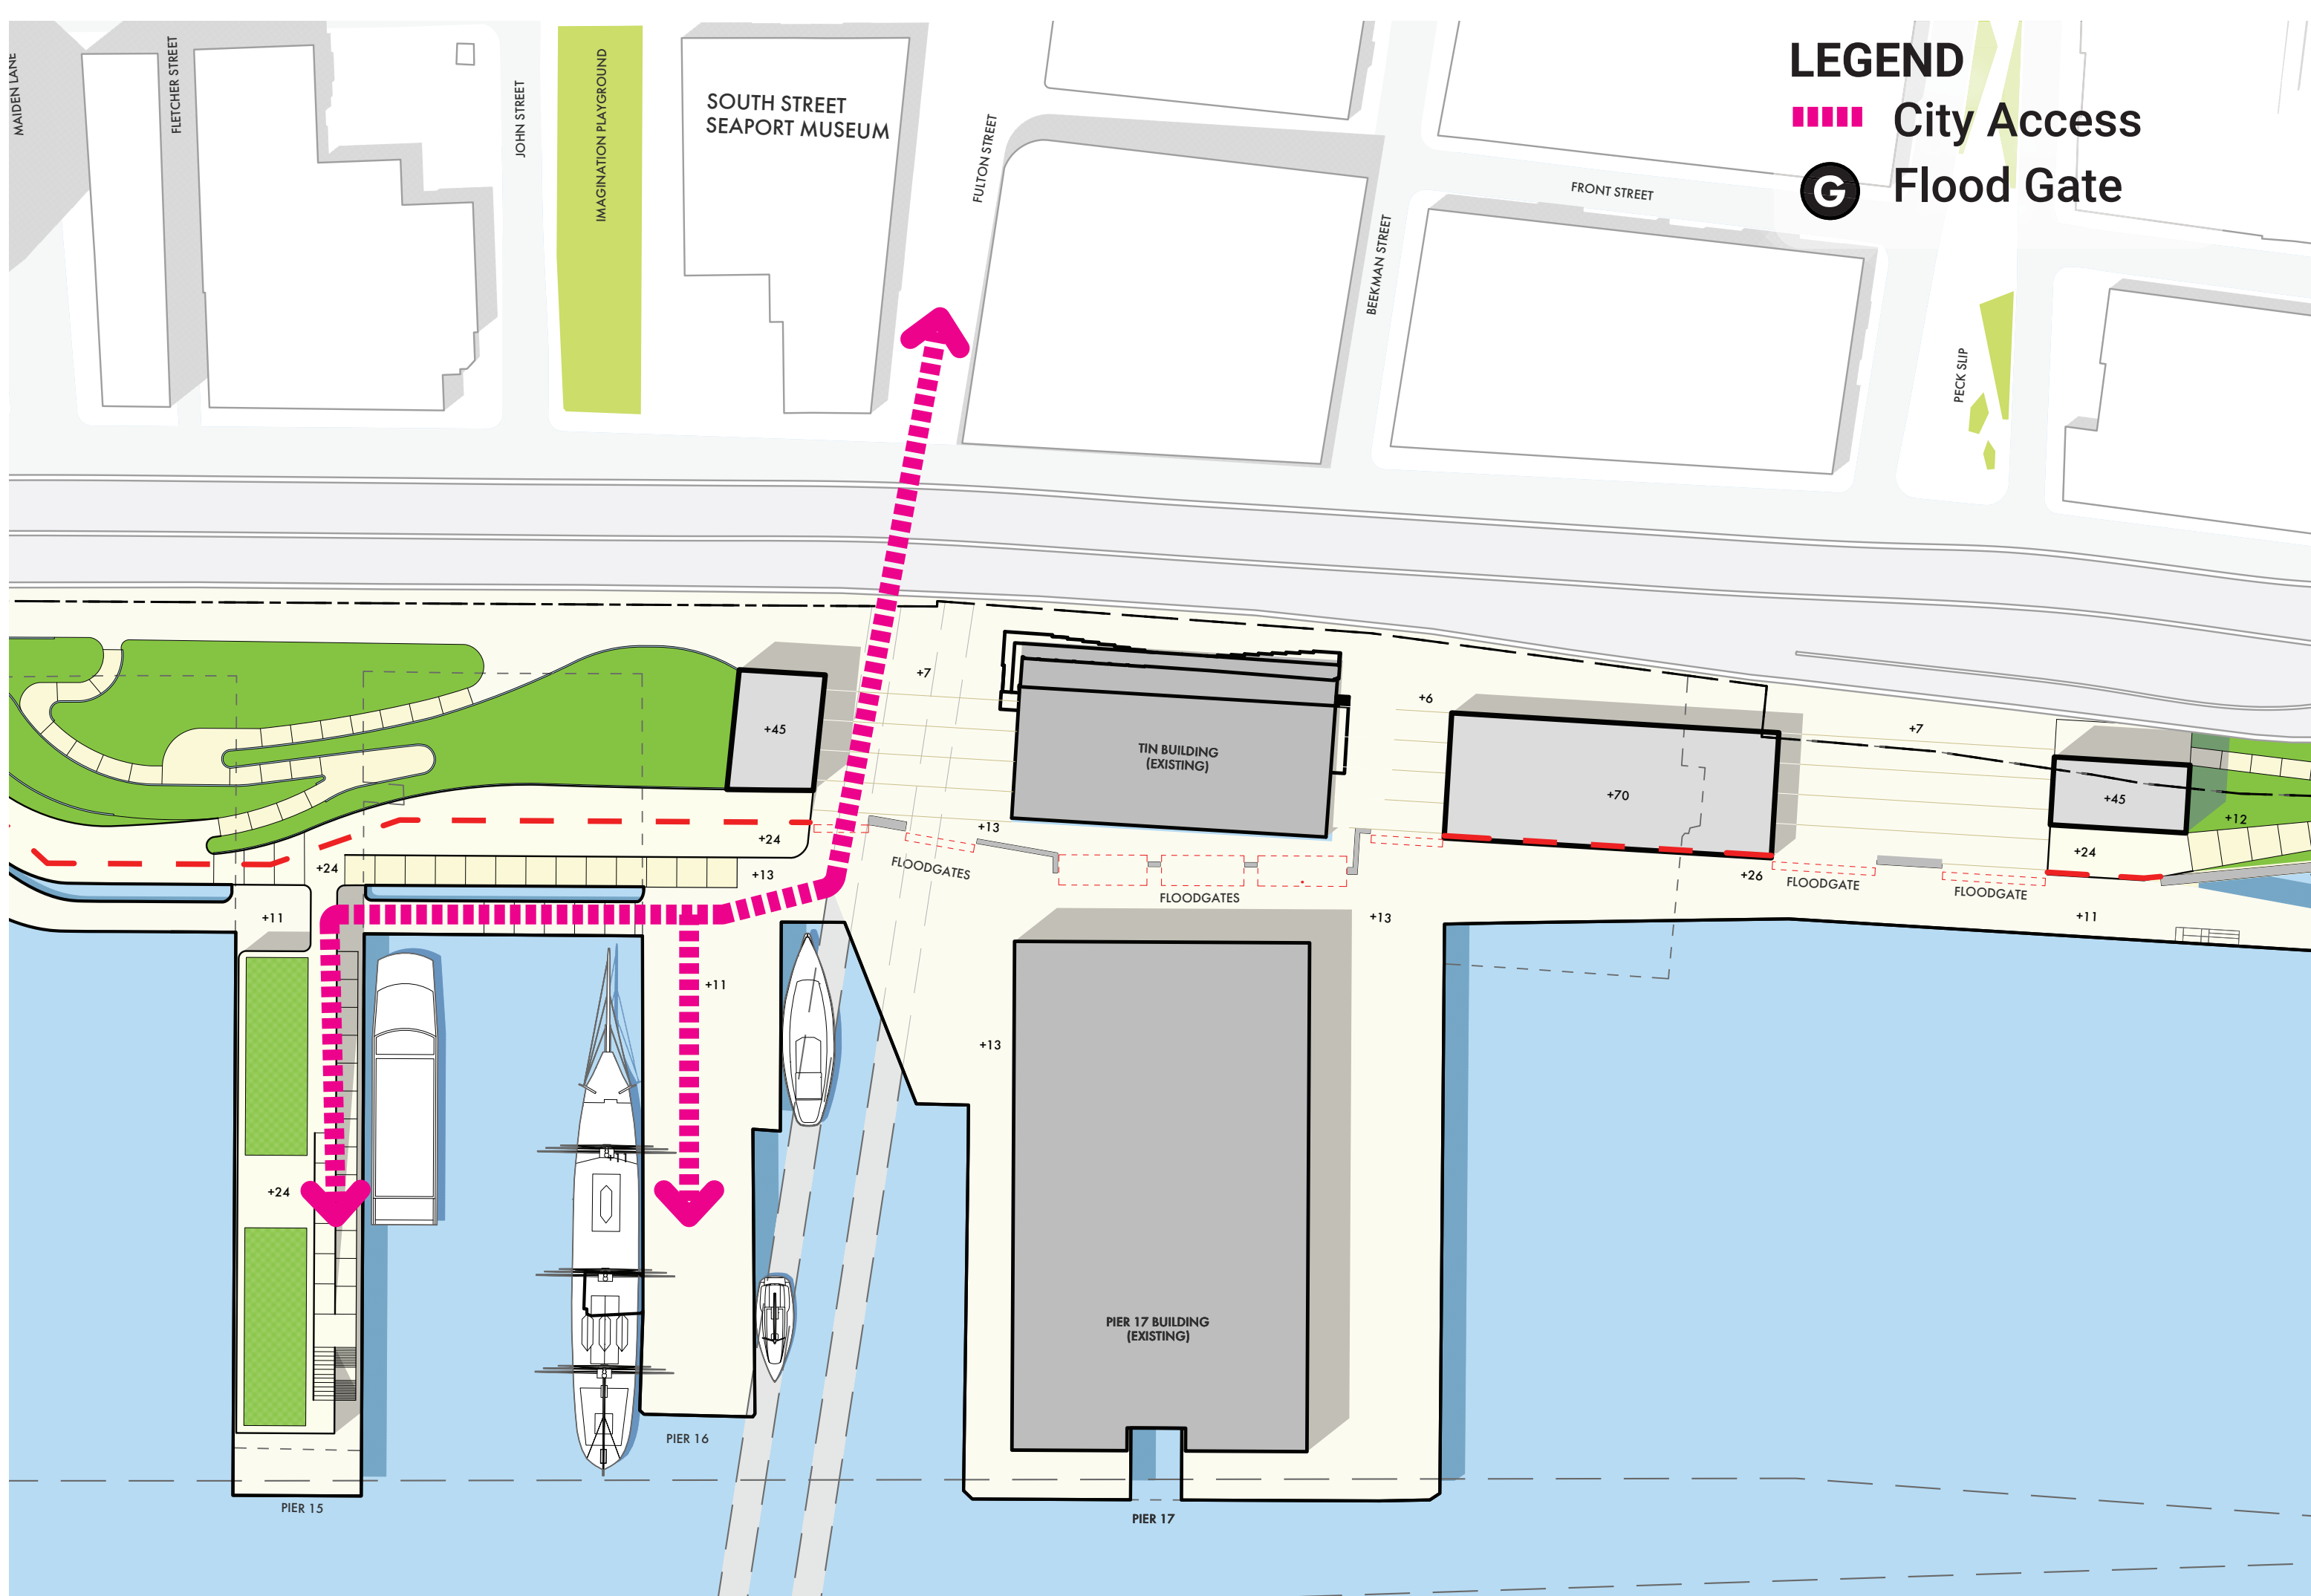 MAIDEN LANE
FLETCHER STREET
JOHN STREET
IMAGINATION PLAYGROUND
SOUTH STREET
SEAPORT MUSEUM
FULTON STREET
BEEKMAN STREET
FRONT STREET
PECK SLIP
LEGEND
City Access
G
Flood Gate
+7
+6
+7
+45
TIN BUILDING
(EXISTING)
+70
+45
+12
+24
+13
+24
+24
+13
FLOODGATES
FLOODGATES
+26
FLOODGATE
FLOODGATE
+11
+13
+11
+11
+13
+11
+24
PIER 17 BUILDING
(EXISTING)
PIER 16
PIER 15
PIER 17